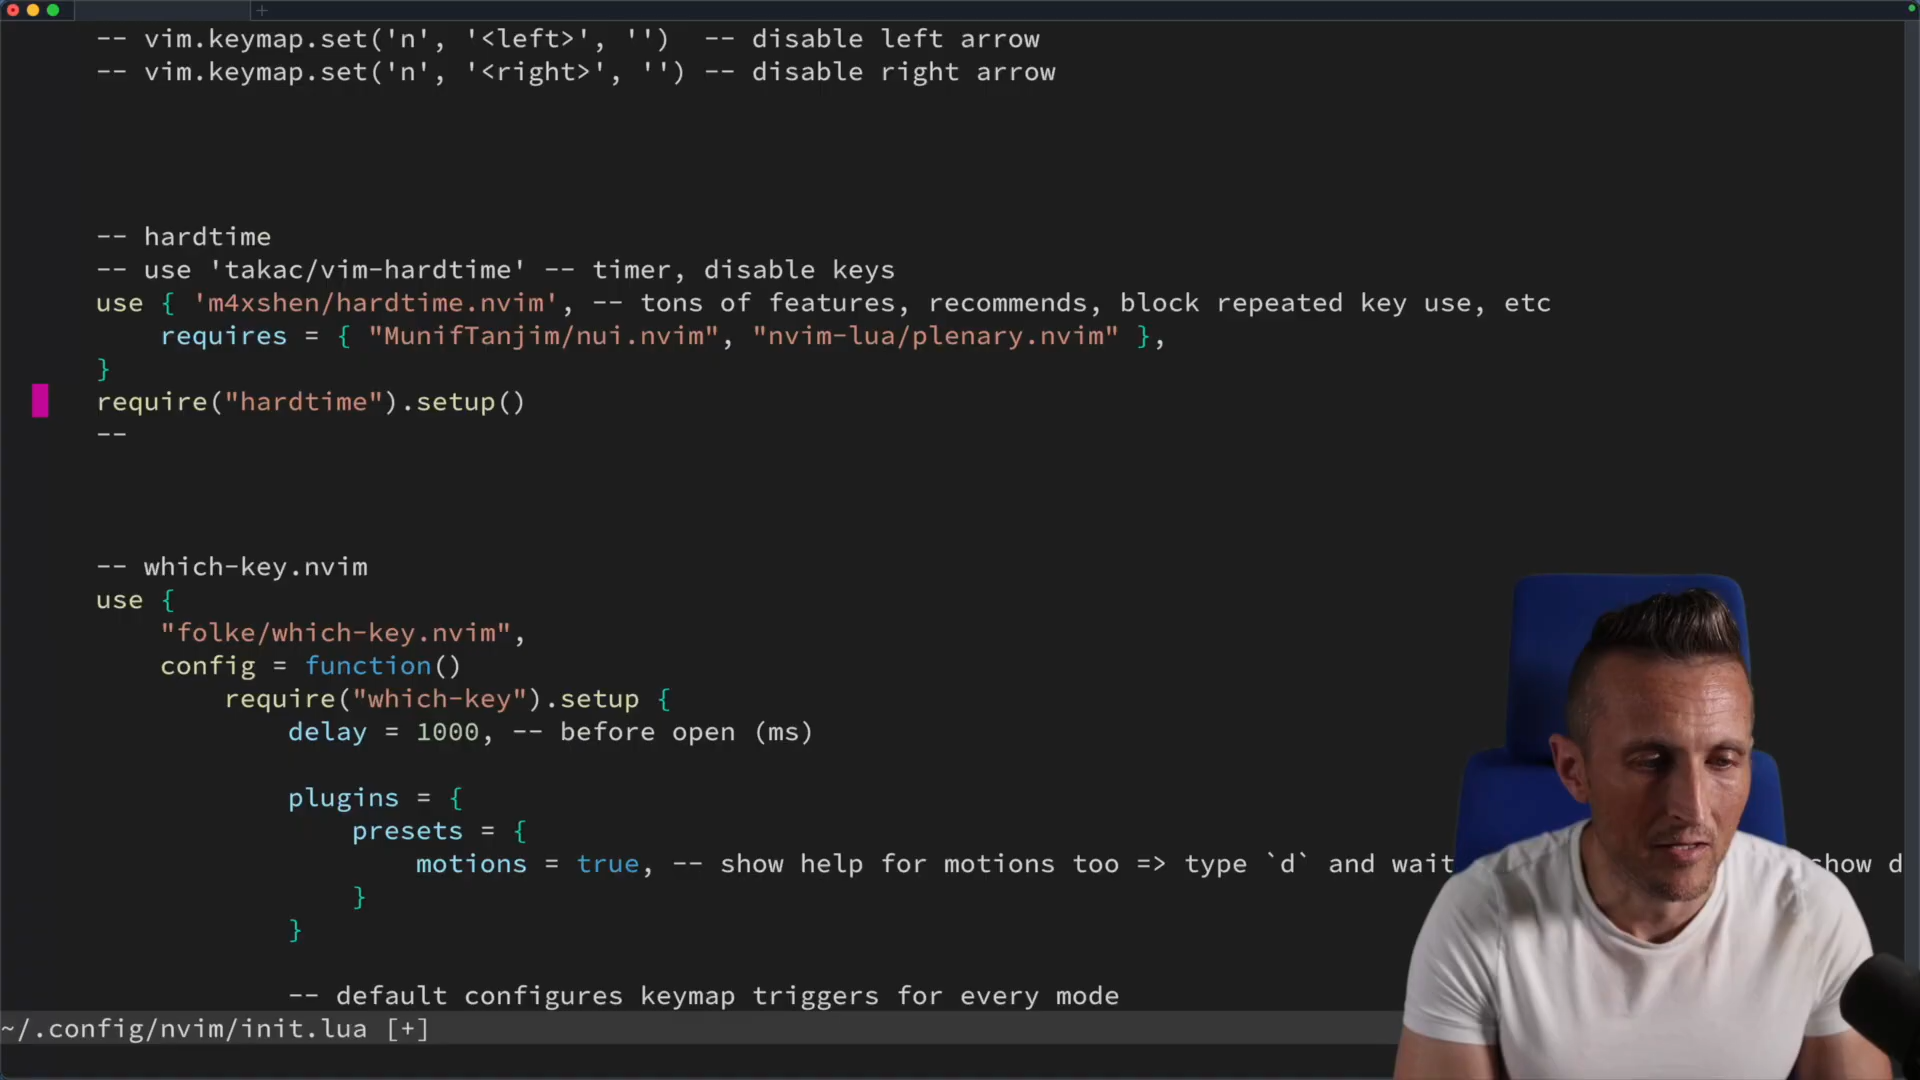 -- vim.keymap.set('n', '<left>', '')  -- disable left arrow
-- vim.keymap.set('n', '<right>', '') -- disable right arrow
-- hardtime
-- use 'takac/vim-hardtime' -- timer, disable keys
use { 'm4xshen/hardtime.nvim', -- tons of features, recommends, block repeated key use, etc
    requires = { "MunifTanjim/nui.nvim", "nvim-lua/plenary.nvim" },
}
require("hardtime").setup()
--
-- which-key.nvim
use {
    "folke/which-key.nvim",
    config = function()
        require("which-key").setup {
            delay = 1000, -- before open (ms)
            plugins = {
                presets = {
                    motions = true, -- show help for motions too => type `d` and wait show d
                }
            }
            -- default configures keymap triggers for every mode
~/.config/nvim/init.lua [+]